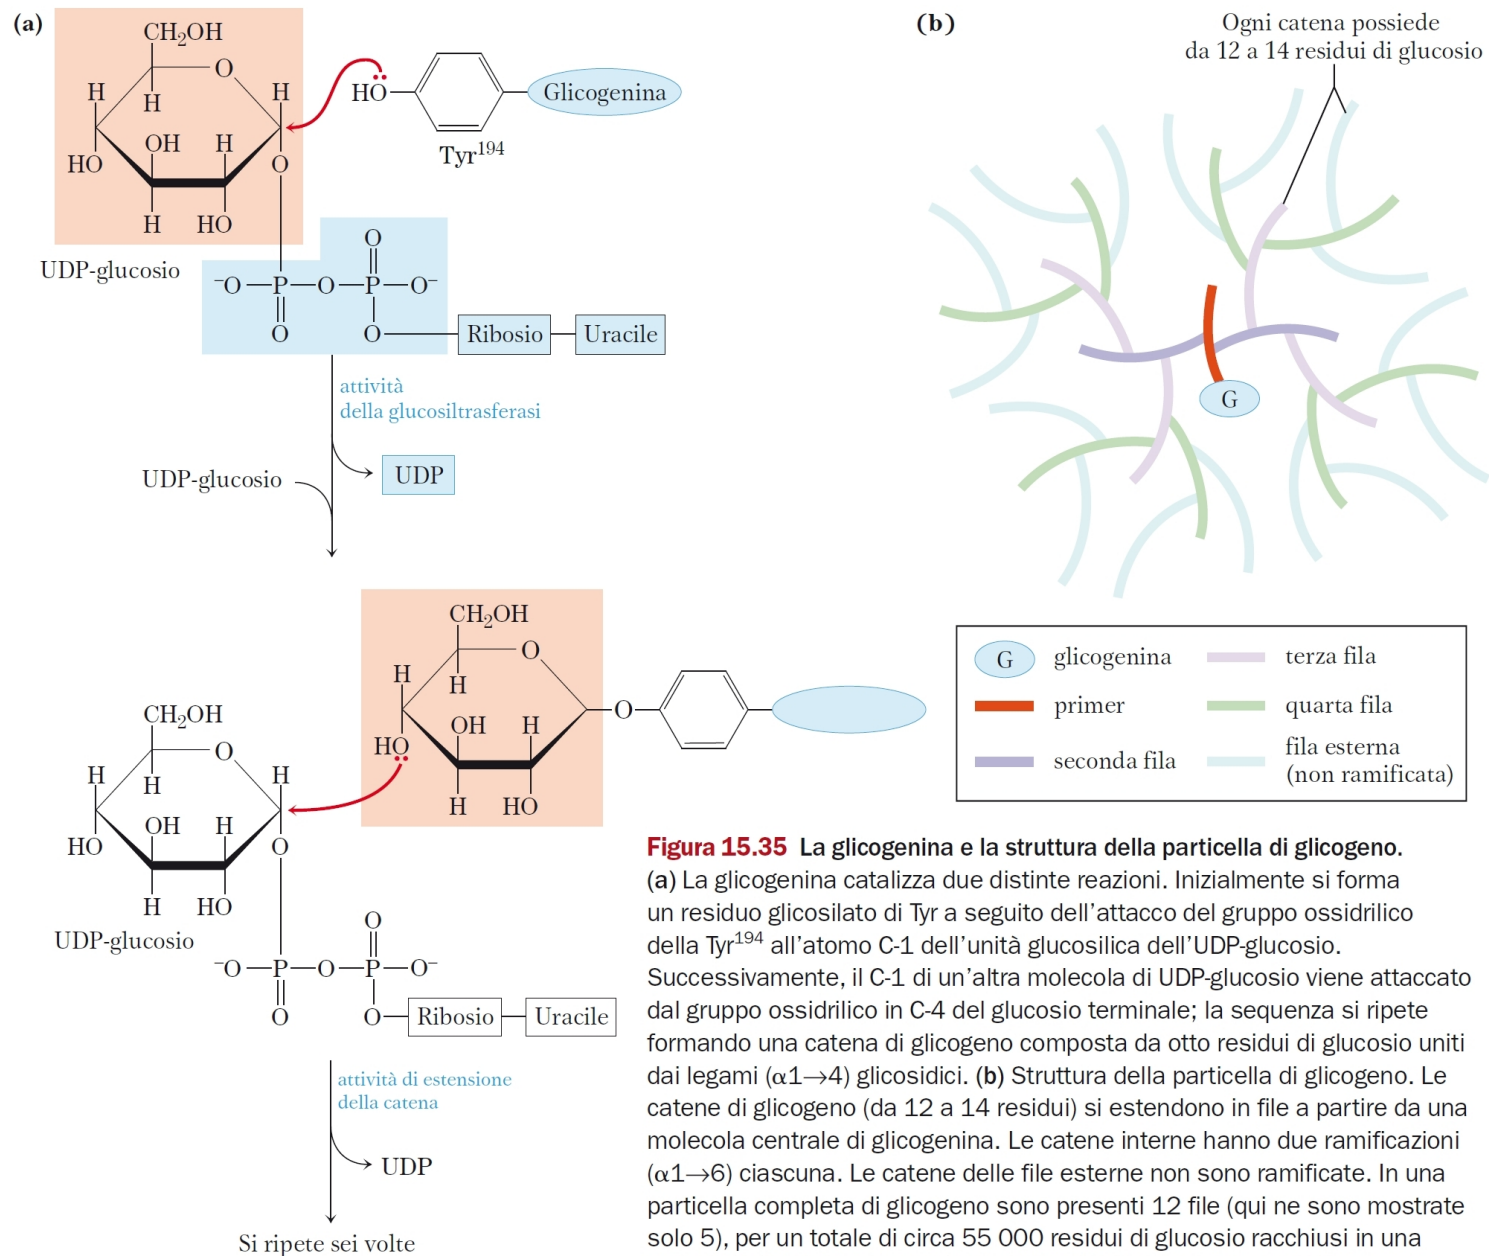 (a)
CH₂OH
O
H
H
H
OH
H
HO
O
H
HO
HO
Tyr¹⁹⁴
Glicogenina
UDP-glucosio
O
⁻O—P—O—P—O⁻
O
O
Ribosio
Uracile
attività
della glucosiltrasferasi
UDP-glucosio
UDP
CH₂OH
O
H
H
HO
OH
H
H
HO
O
CH₂OH
O
H
H
H
OH
H
HO
O
H
HO
UDP-glucosio
O
⁻O—P—O—P—O⁻
O
O
Ribosio
Uracile
attività di estensione
della catena
UDP
Si ripete sei volte
(b)
Ogni catena possiede
da 12 a 14 residui di glucosio
G
G
glicogenina
primer
seconda fila
terza fila
quarta fila
fila esterna
(non ramificata)
Figura 15.35 La glicogenina e la struttura della particella di glicogeno.
(a) La glicogenina catalizza due distinte reazioni. Inizialmente si forma
un residuo glicosilato di Tyr a seguito dell'attacco del gruppo ossidrilico
della Tyr¹⁹⁴ all'atomo C-1 dell'unità glucosilica dell'UDP-glucosio.
Successivamente, il C-1 di un'altra molecola di UDP-glucosio viene attaccato
dal gruppo ossidrilico in C-4 del glucosio terminale; la sequenza si ripete
formando una catena di glicogeno composta da otto residui di glucosio uniti
dai legami (α1→4) glicosidici. (b) Struttura della particella di glicogeno. Le
catene di glicogeno (da 12 a 14 residui) si estendono in file a partire da una
molecola centrale di glicogenina. Le catene interne hanno due ramificazioni
(α1→6) ciascuna. Le catene delle file esterne non sono ramificate. In una
particella completa di glicogeno sono presenti 12 file (qui ne sono mostrate
solo 5), per un totale di circa 55 000 residui di glucosio racchiusi in una